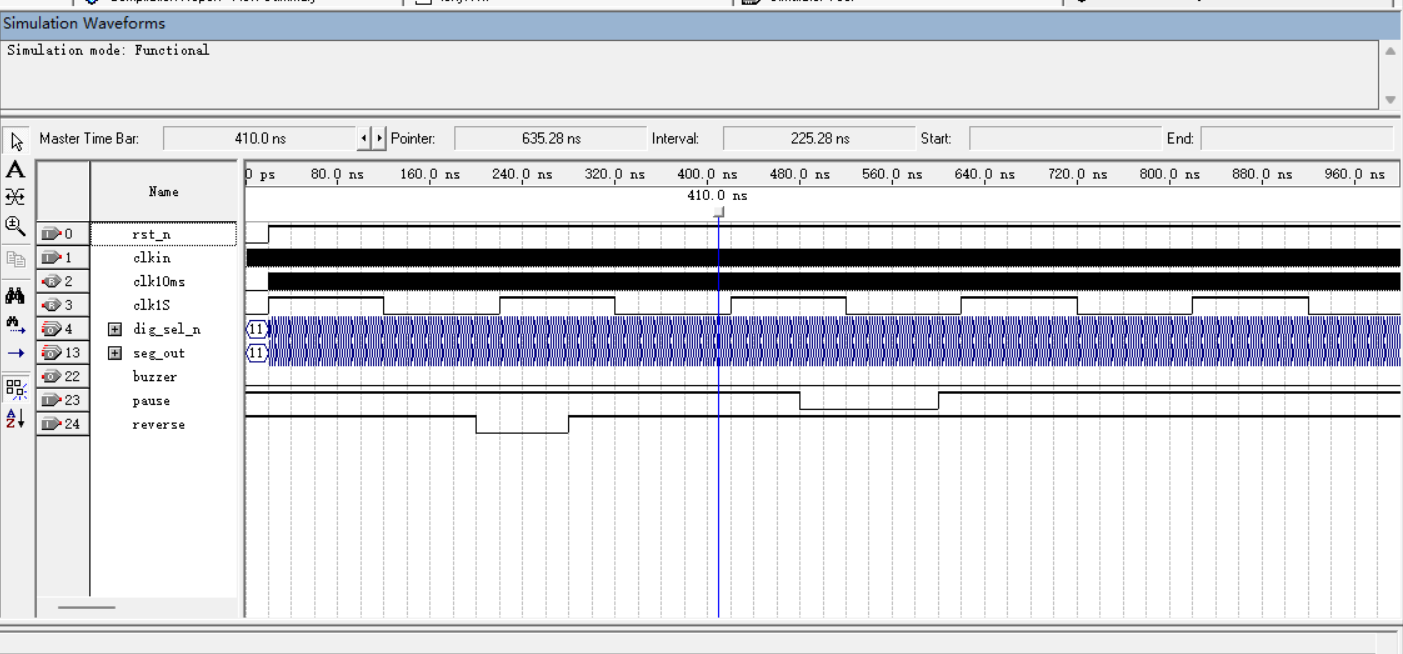 Simulation Waveforms
Simulation mode: Functional
Master Time Bar: 410.0 ns Pointer: 635.28 ns Interval: 225.28 ns Start: End:
Name
0 ps 80.0 ns 160.0 ns 240.0 ns 320.0 ns 400.0 ns 480.0 ns 560.0 ns 640.0 ns 720.0 ns 800.0 ns 880.0 ns 960.0 ns
410.0 ns
0 rst_n
1 clkin
2 clk10ms
3 clk1S
4 dig_sel_n 11
13 seg_out 11
22 buzzer
23 pause
24 reverse